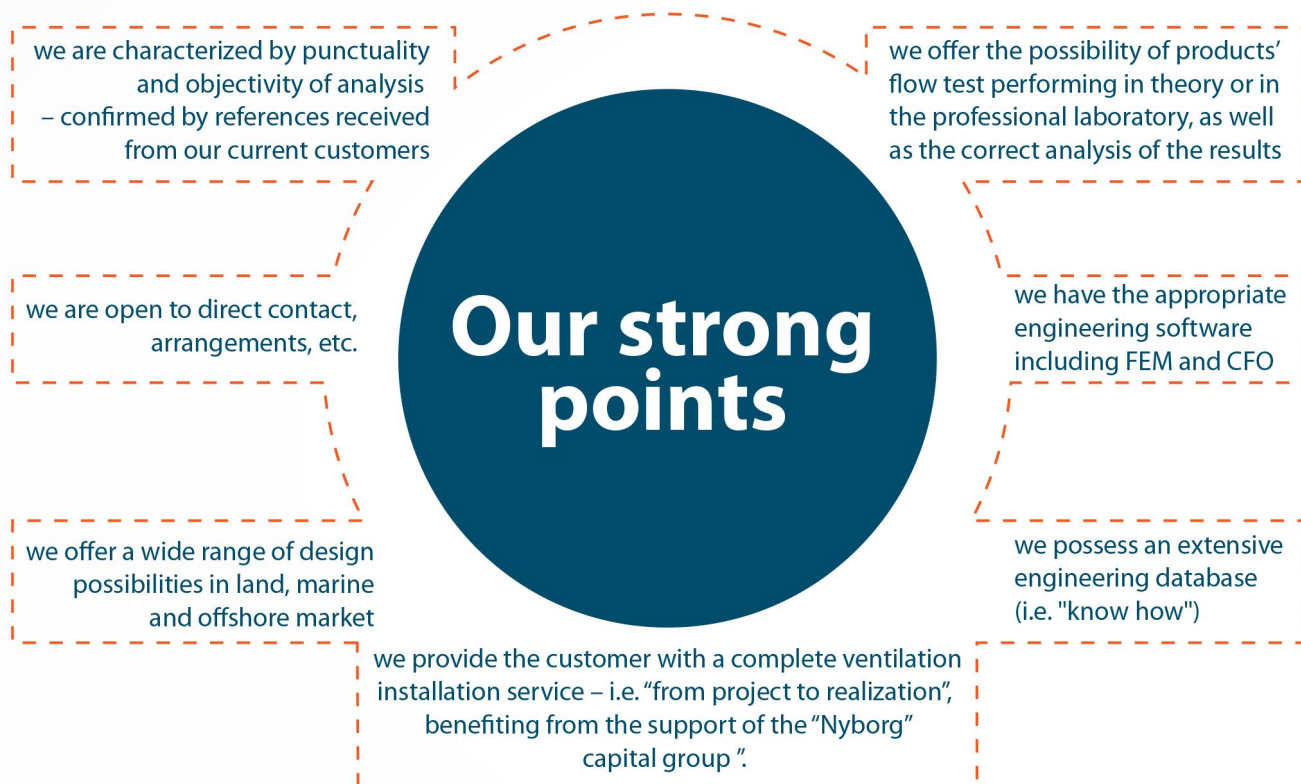 we are characterized by punctuality
and objectivity of analysis
– confirmed by references received
from our current customers
we offer the possibility of products’
flow test performing in theory or in
the professional laboratory, as well
as the correct analysis of the results
Our strong
points
we are open to direct contact,
arrangements, etc.
we have the appropriate
engineering software
including FEM and CFO
we offer a wide range of design
possibilities in land, marine
and offshore market
we possess an extensive
engineering database
(i.e. "know how")
we provide the customer with a complete ventilation
installation service – i.e. “from project to realization”,
benefiting from the support of the “Nyborg”
capital group ”.